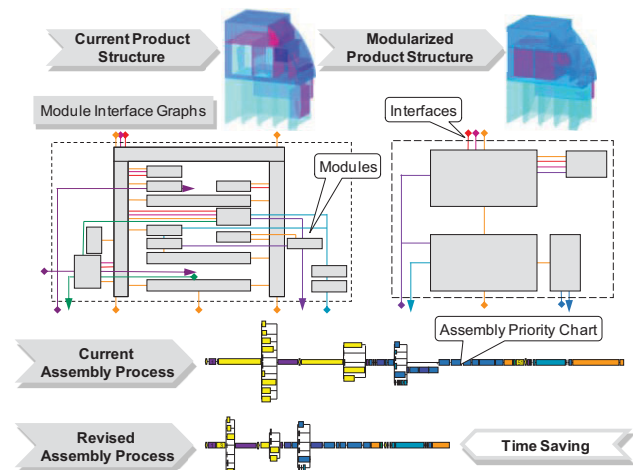 Current Product
Structure
Modularized
Product Structure
Module Interface Graphs
Interfaces
Modules
Assembly Priority Chart
Current
Assembly Process
Revised
Assembly Process
Time Saving